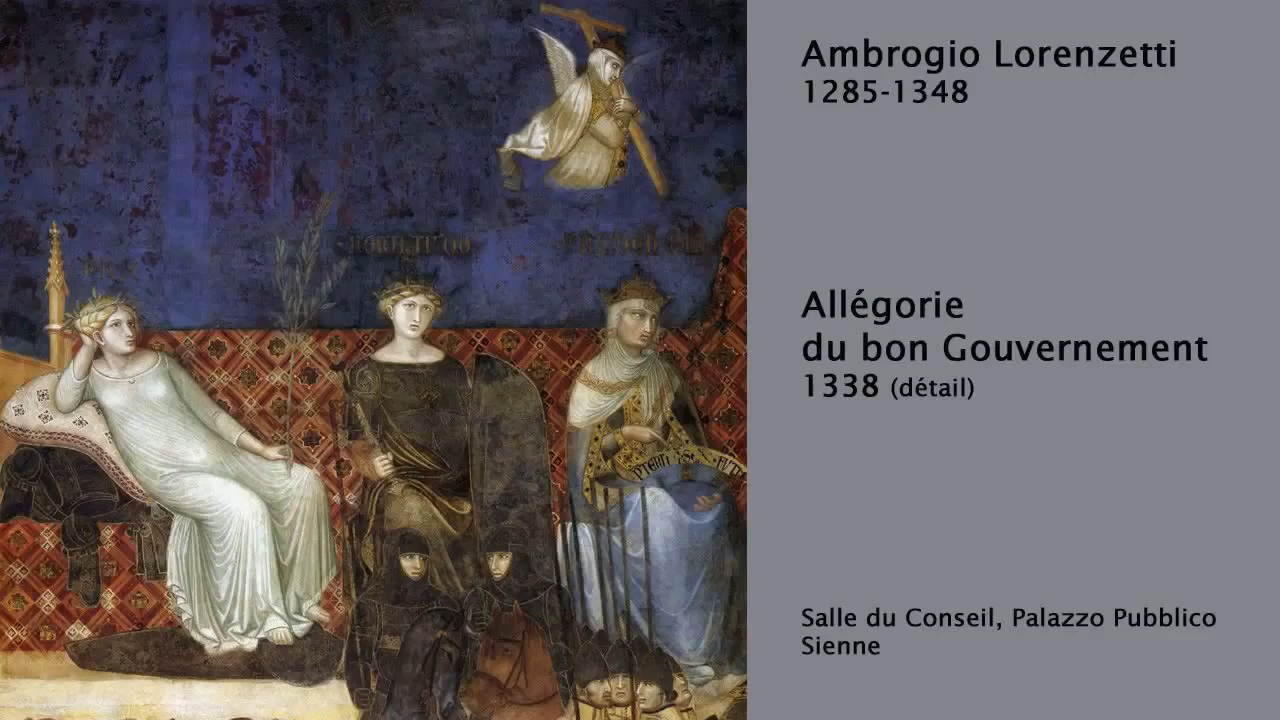 Ambrogio Lorenzetti
1285-1348
Allégorie
du bon Gouvernement
1338 (détail)
Salle du Conseil, Palazzo Pubblico
Sienne